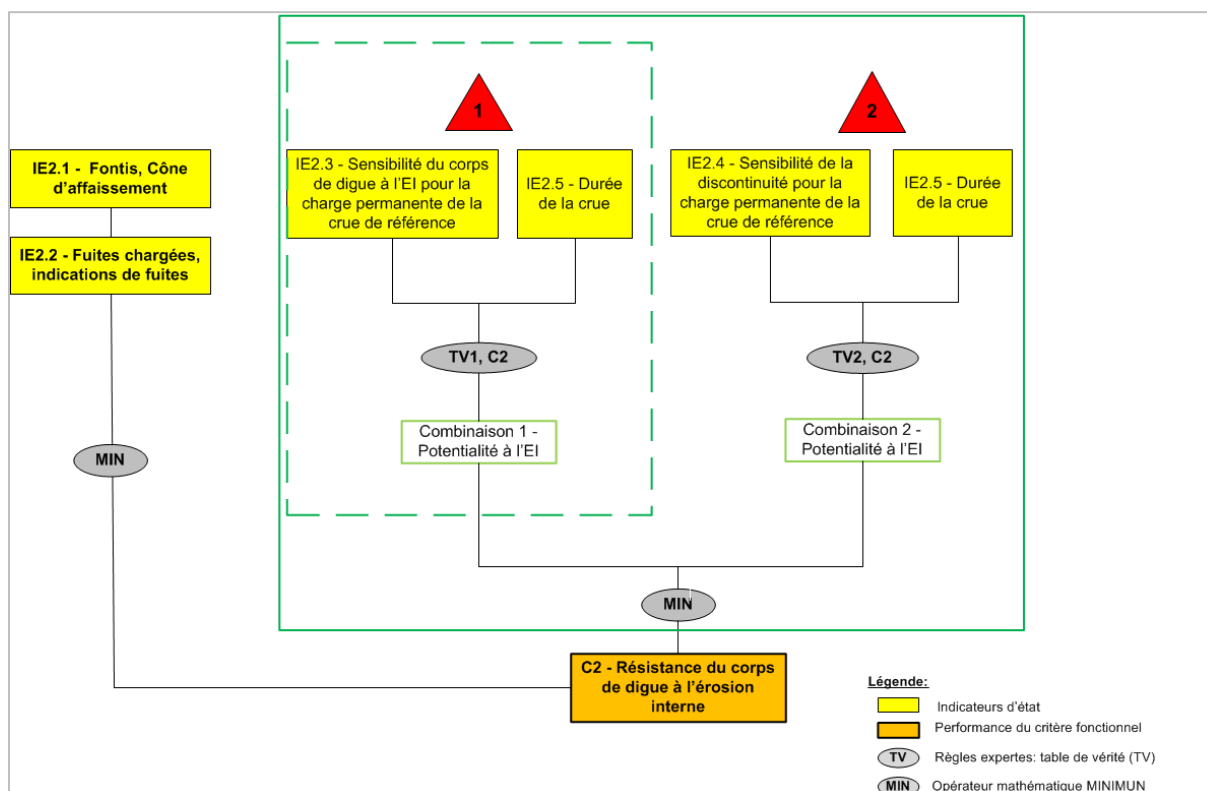 1
2
IE2.1 - Fontis, Cône
d'affaissement
IE2.2 - Fuites chargées,
indications de fuites
IE2.3 - Sensibilité du corps
de digue à l'EI pour la
charge permanente de la
crue de référence
IE2.5 - Durée
de la crue
IE2.4 - Sensibilité de la
discontinuité pour la
charge permanente de la
crue de référence
IE2.5 - Durée
de la crue
TV1, C2
TV2, C2
Combinaison 1 -
Potentialité à l'EI
Combinaison 2 -
Potentialité à l'EI
MIN
MIN
C2 - Résistance du corps
de digue à l'érosion
interne
Légende:
Indicateurs d'état
Performance du critère fonctionnel
TV Règles expertes: table de vérité (TV)
MIN Opérateur mathématique MINIMUN